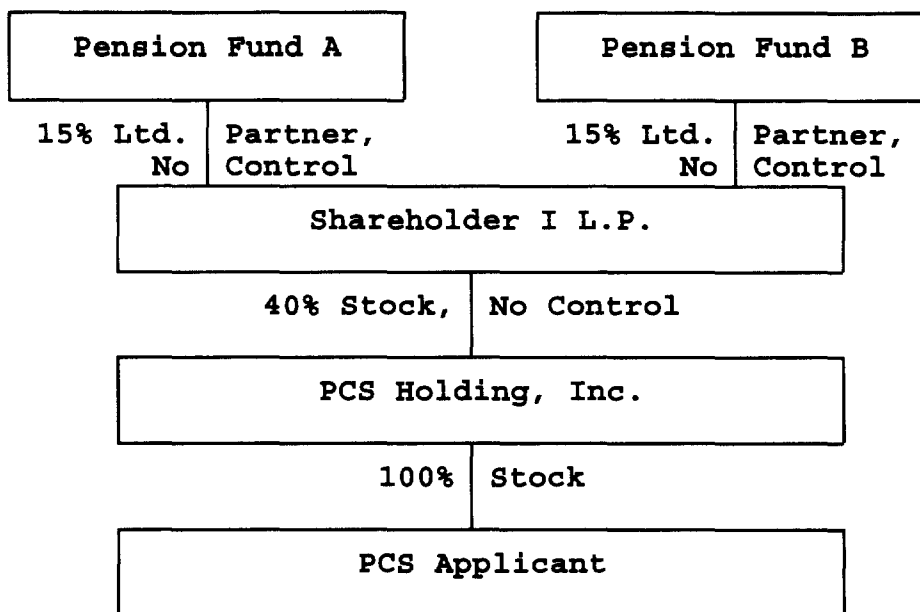 Pension Fund A
Pension Fund B
15% Ltd. Partner,
No Control
15% Ltd. Partner,
No Control
Shareholder I L.P.
40% Stock, No Control
PCS Holding, Inc.
100% Stock
PCS Applicant